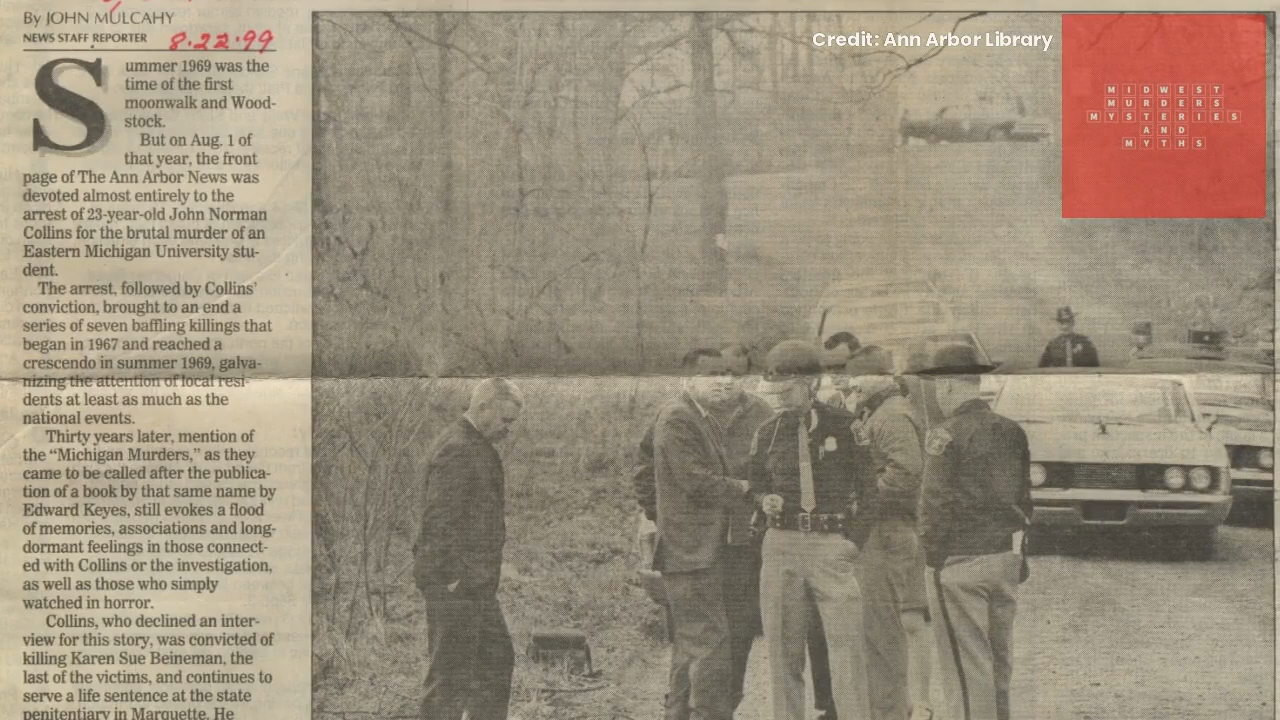 By JOHN MULCAHY
NEWS STAFF REPORTER
8·22·99
Summer 1969 was the
time of the first
moonwalk and Wood-
stock.
But on Aug. 1 of
that year, the front
page of The Ann Arbor News was
devoted almost entirely to the
arrest of 23-year-old John Norman
Collins for the brutal murder of an
Eastern Michigan University stu-
dent.
The arrest, followed by Collins'
conviction, brought to an end a
series of seven baffling killings that
began in 1967 and reached a
crescendo in summer 1969, galva-
nizing the attention of local resi-
dents at least as much as the
national events.
Thirty years later, mention of
the “Michigan Murders,” as they
came to be called after the publica-
tion of a book by that same name by
Edward Keyes, still evokes a flood
of memories, associations and long-
dormant feelings in those connect-
ed with Collins or the investigation,
as well as those who simply
watched in horror.
Collins, who declined an inter-
view for this story, was convicted of
killing Karen Sue Beineman, the
last of the victims, and continues to
serve a life sentence at the state
penitentiary in Marquette. He
Credit: Ann Arbor Library
MIDWEST
MURDERS
MYSTERIES
AND
MYTHS